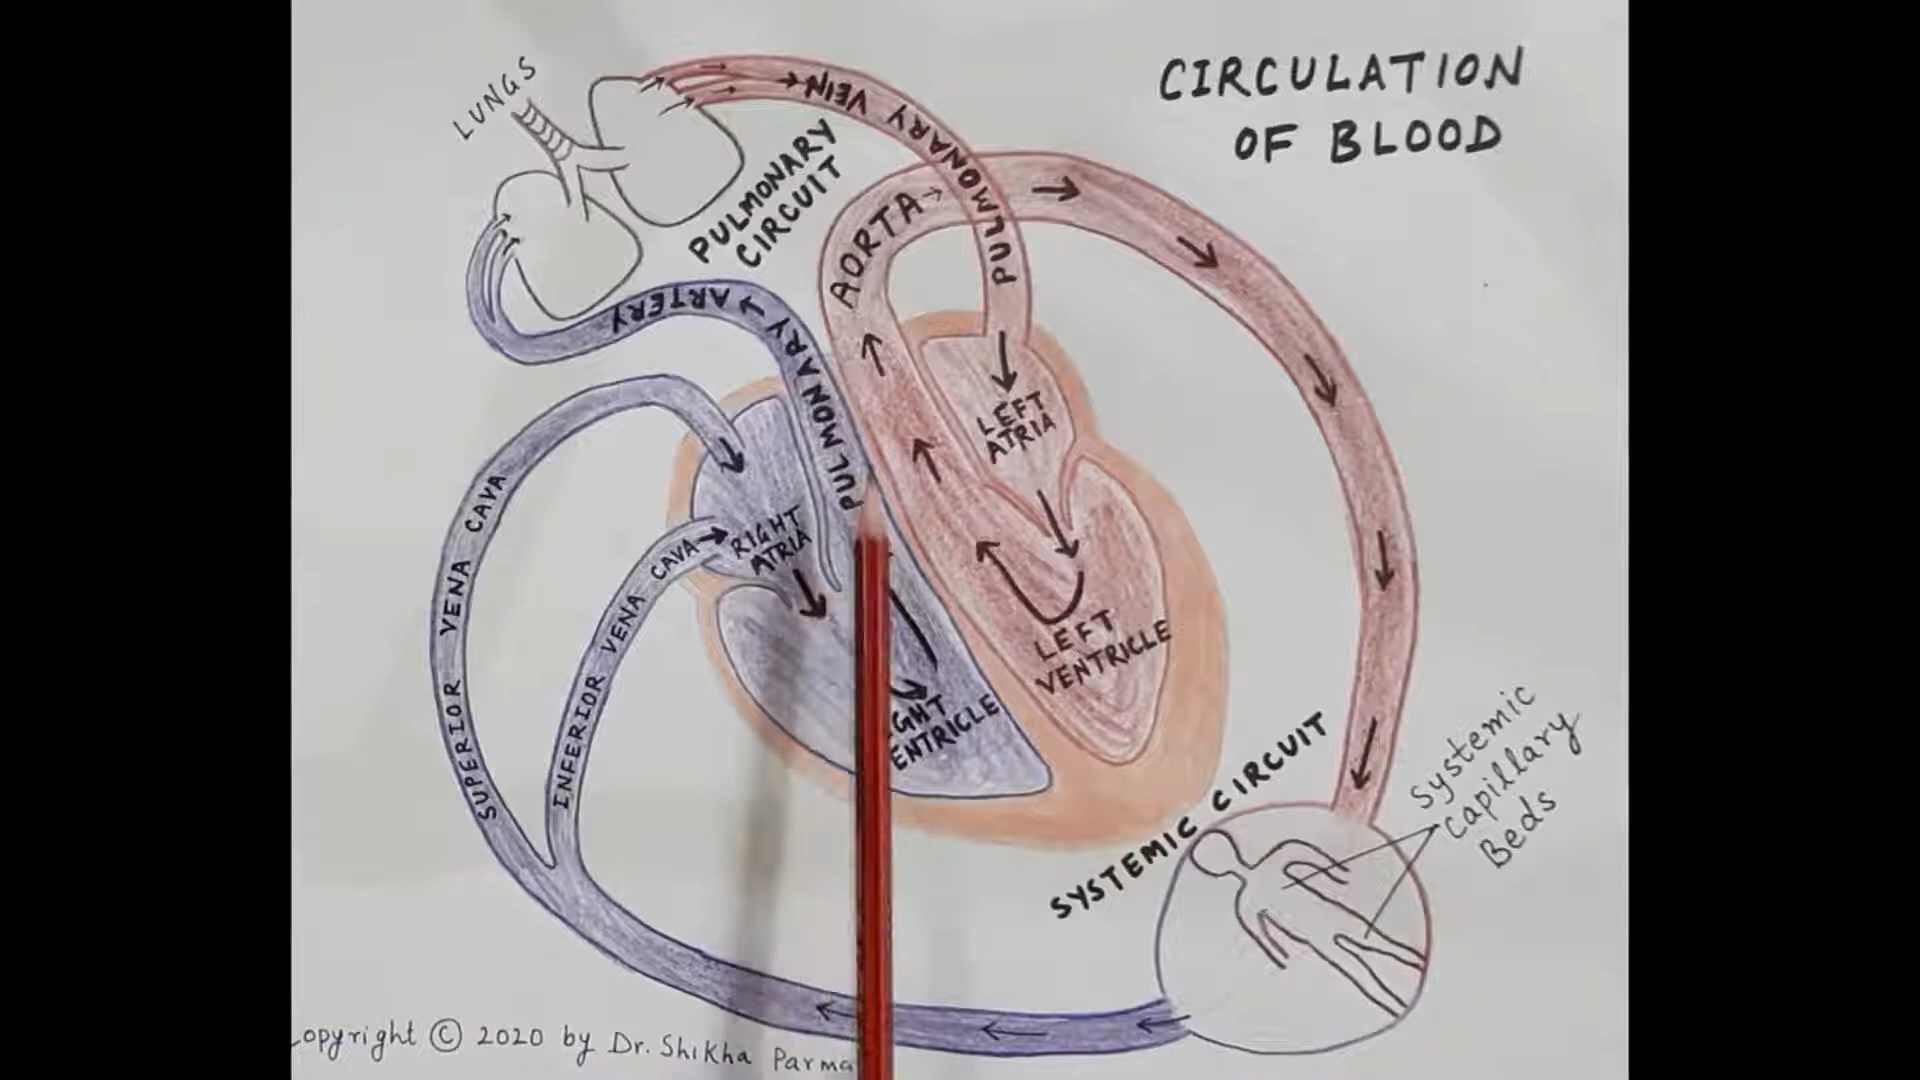 CIRCULATION
OF BLOOD
LUNGS
PULMONARY VEIN
PULMONARY
CIRCUIT
AORTA
PULMONARY ARTERY
LEFT
ATRIA
RIGHT
ATRIA
SUPERIOR VENA CAVA
INFERIOR VENA CAVA
LEFT
VENTRICLE
GHT
ENTRICLE
SYSTEMIC CIRCUIT
Systemic
Capillary
Beds
opyright © 2020 by Dr. Shikha Parma